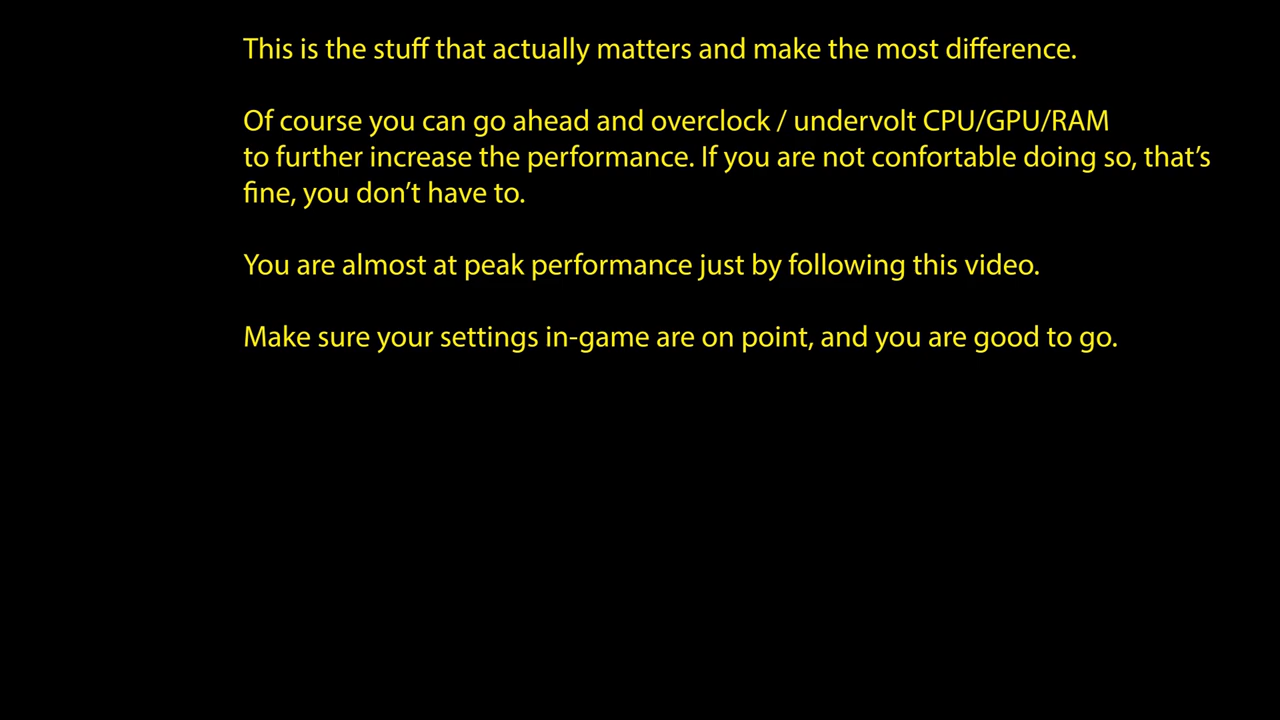 This is the stuff that actually matters and make the most difference.
Of course you can go ahead and overclock / undervolt CPU/GPU/RAM
to further increase the performance. If you are not confortable doing so, that’s
fine, you don’t have to.
You are almost at peak performance just by following this video.
Make sure your settings in-game are on point, and you are good to go.